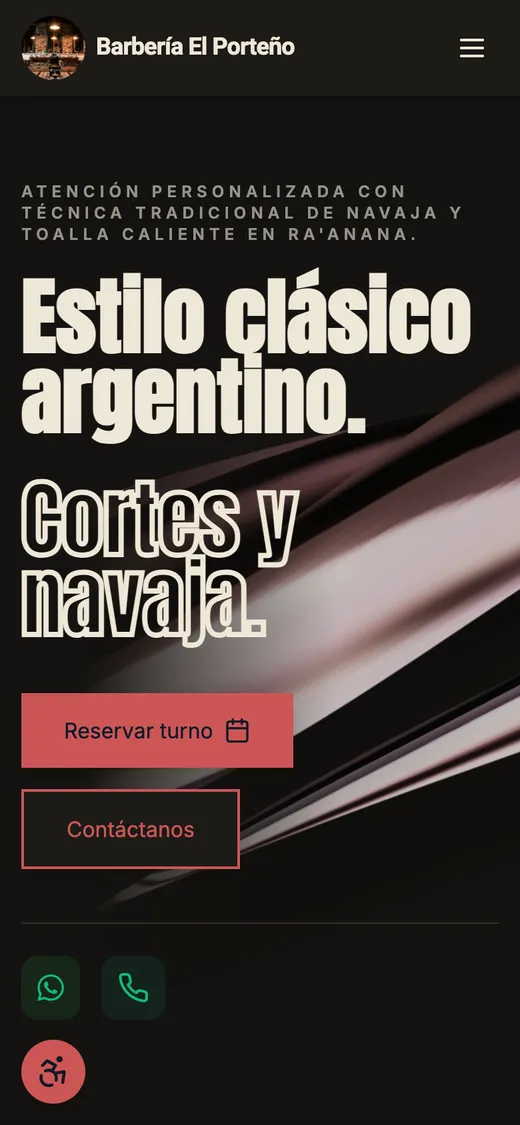 Barbería El Porteño
ATENCIÓN PERSONALIZADA CON
TÉCNICA TRADICIONAL DE NAVAJA Y
TOALLA CALIENTE EN RA'ANANA.
Estilo clásico
argentino.
Cortes y
navaja.
Reservar turno
Contáctanos